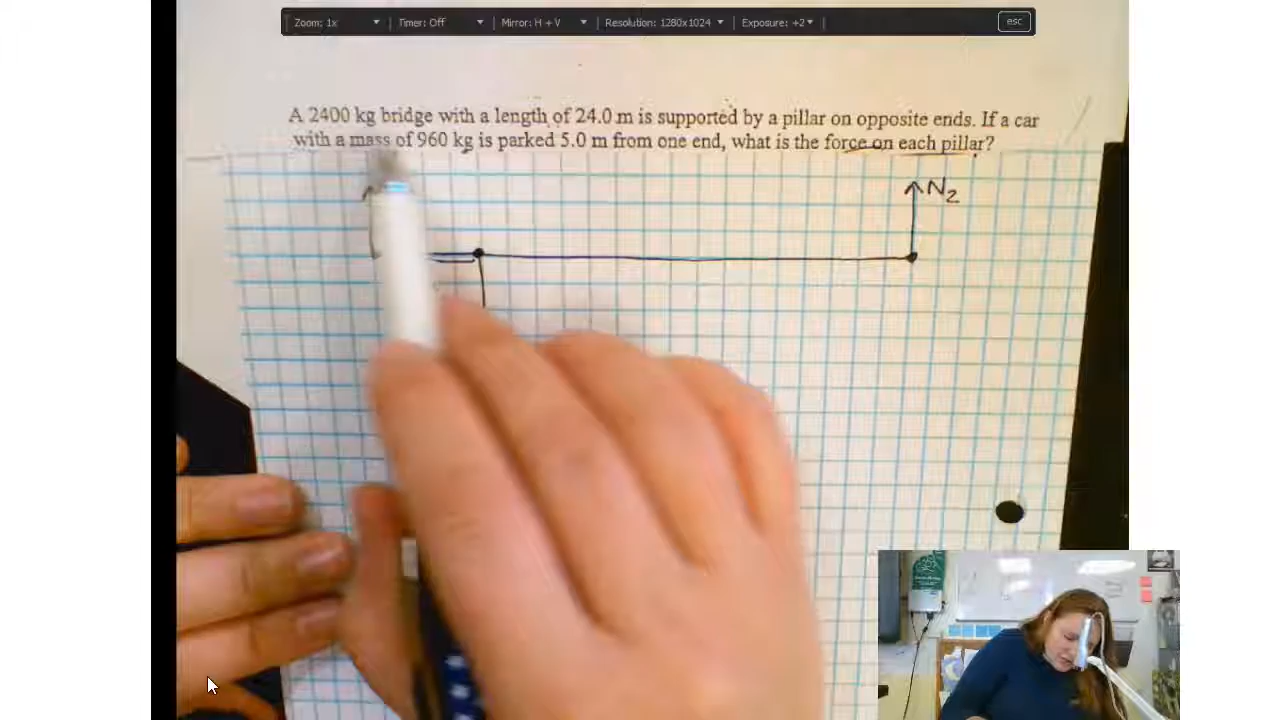 Zoom: 1x Timer: Off Mirror: H + V Resolution: 1280x1024 Exposure: +2 esc
A 2400 kg bridge with a length of 24.0 m is supported by a pillar on opposite ends. If a car
with a mass of 960 kg is parked 5.0 m from one end, what is the force on each pillar?
N2